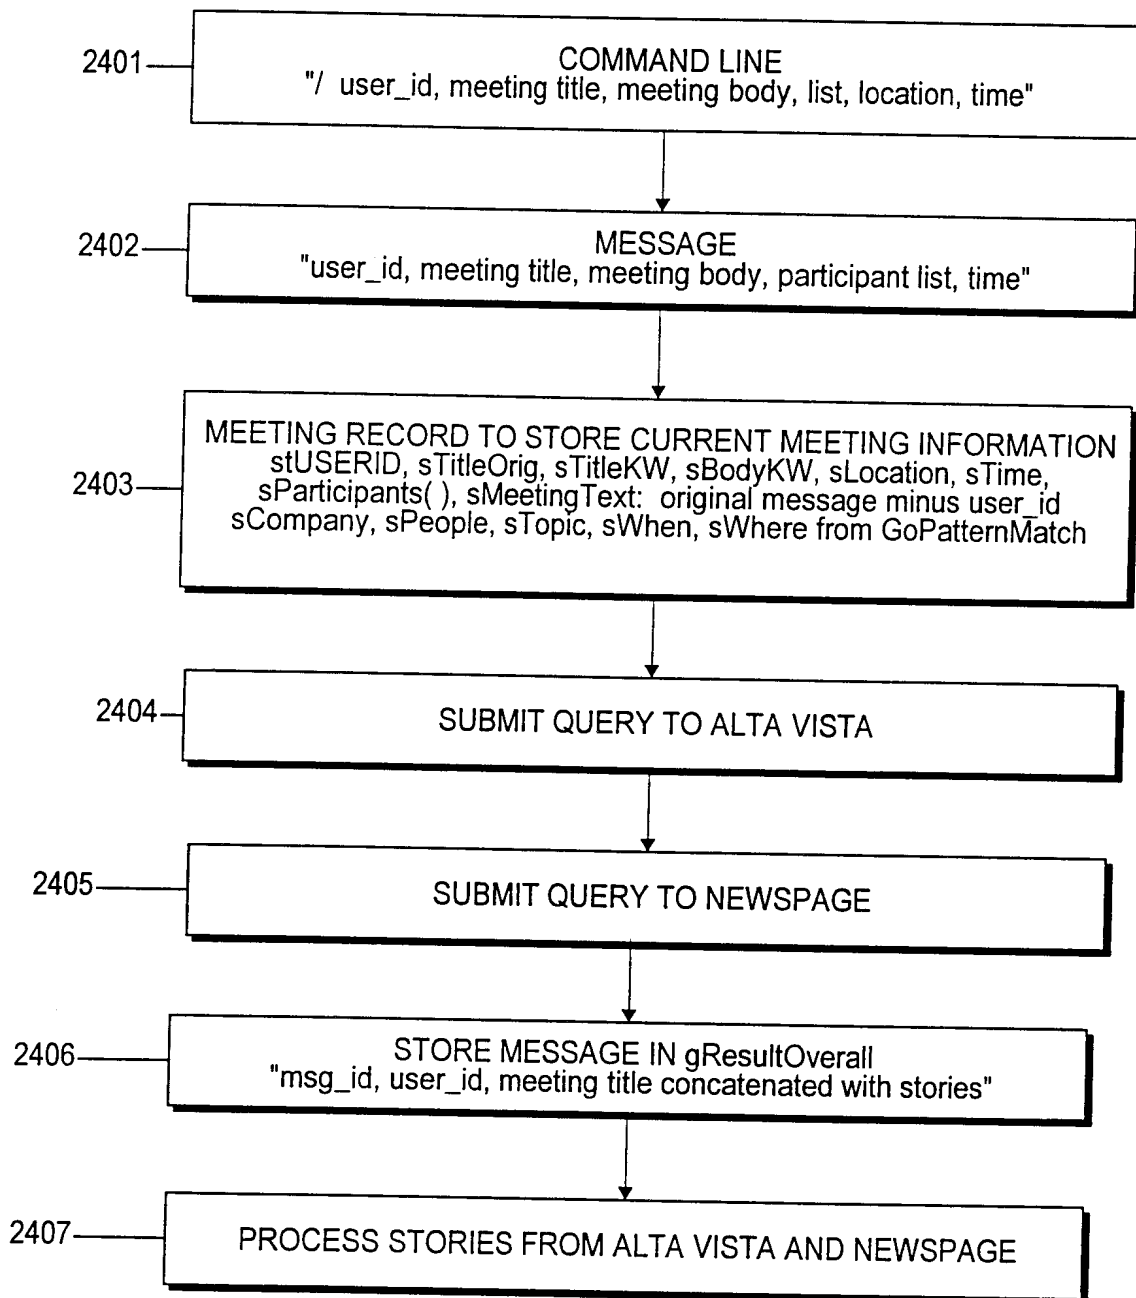 2401
COMMAND LINE
"/ user_id, meeting title, meeting body, list, location, time"
2402
MESSAGE
"user_id, meeting title, meeting body, participant list, time"
2403
MEETING RECORD TO STORE CURRENT MEETING INFORMATION
stUSERID, sTitleOrig, sTitleKW, sBodyKW, sLocation, sTime,
sParticipants( ), sMeetingText: original message minus user_id
sCompany, sPeople, sTopic, sWhen, sWhere from GoPatternMatch
2404
SUBMIT QUERY TO ALTA VISTA
2405
SUBMIT QUERY TO NEWSPAGE
2406
STORE MESSAGE IN gResultOverall
"msg_id, user_id, meeting title concatenated with stories"
2407
PROCESS STORIES FROM ALTA VISTA AND NEWSPAGE